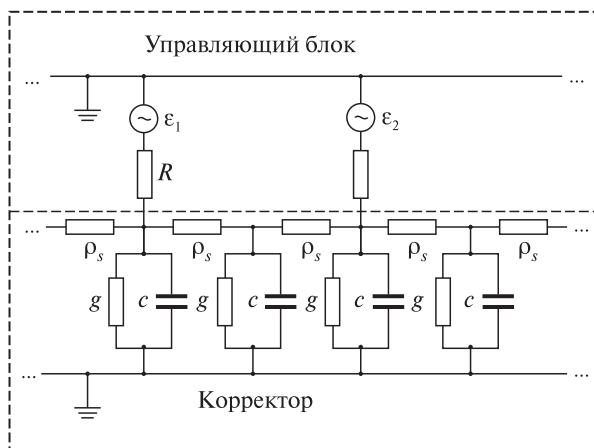 Управляющий блок
... ...
ε₁ ε₂
R
... ...
ρₛ ρₛ ρₛ ρₛ ρₛ
g c g c g c g c
... ...
Корректор